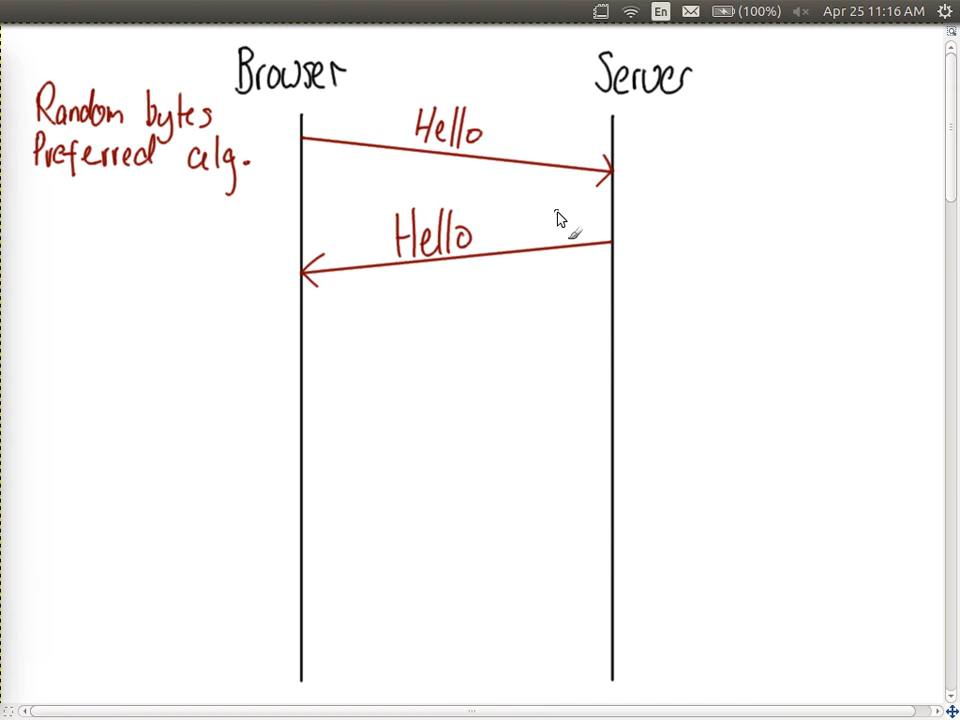 En (100%) Apr 25 11:16 AM
Browser Server
Random bytes
Preferred alg.
Hello
Hello